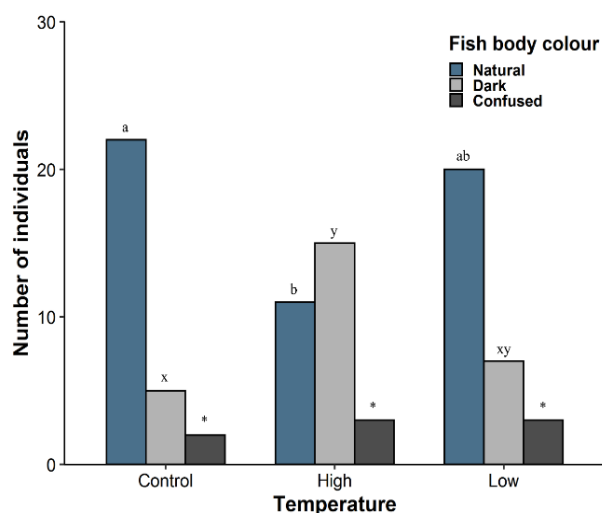 30
20
10
0
Number of individuals
Fish body colour
Natural
Dark
Confused
a
x
*
b
y
*
ab
xy
*
Control
High
Low
Temperature